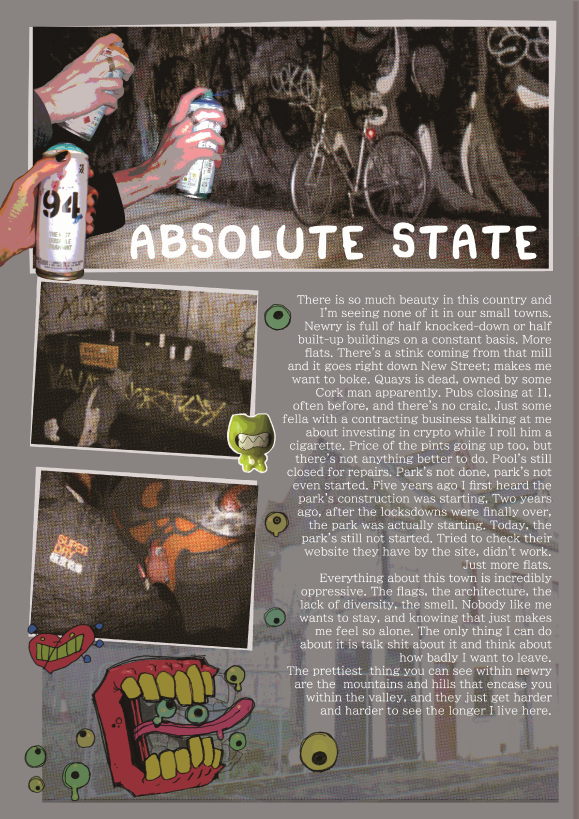 94
ABSOLUTE STATE
There is so much beauty in this country and
I'm seeing none of it in our small towns.
Newry is full of half knocked-down or half
built-up buildings on a constant basis. More
flats. There's a stink coming from that mill
and it goes right down New Street; makes me
want to boke. Quays is dead, owned by some
Cork man apparently. Pubs closing at 11,
often before, and there's no craic. Just some
fella with a contracting business talking at me
about investing in crypto while I roll him a
cigarette. Price of the pints going up too, but
there's not anything better to do. Pool's still
closed for repairs. Park's not done, park's not
even started. Five years ago I first heard the
park's construction was starting, Two years
ago, after the locksdowns were finally over,
the park was actually starting. Today, the
park's still not started. Tried to check their
website they have by the site, didn't work.
Just more flats.
Everything about this town is incredibly
oppressive. The flags, the architecture, the
lack of diversity, the smell. Nobody like me
wants to stay, and knowing that just makes
me feel so alone. The only thing I can do
about it is talk shit about it and think about
how badly I want to leave.
The prettiest thing you can see within newry
are the mountains and hills that encase you
within the valley, and they just get harder
and harder to see the longer I live here.
SUPER